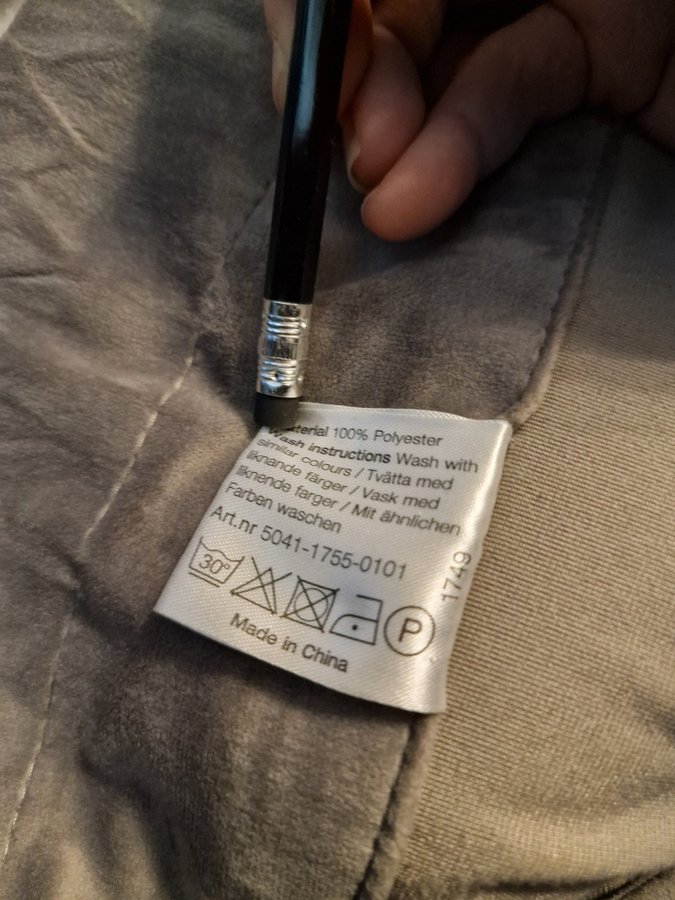 Material 100% Polyester
Wash instructions Wash with
similar colours / Tvätta med
liknande färger / Vask med
liknende farger / Mit ähnlichen
Farben waschen
Art.nr 5041-1755-0101
30°
P
Made in China
1749